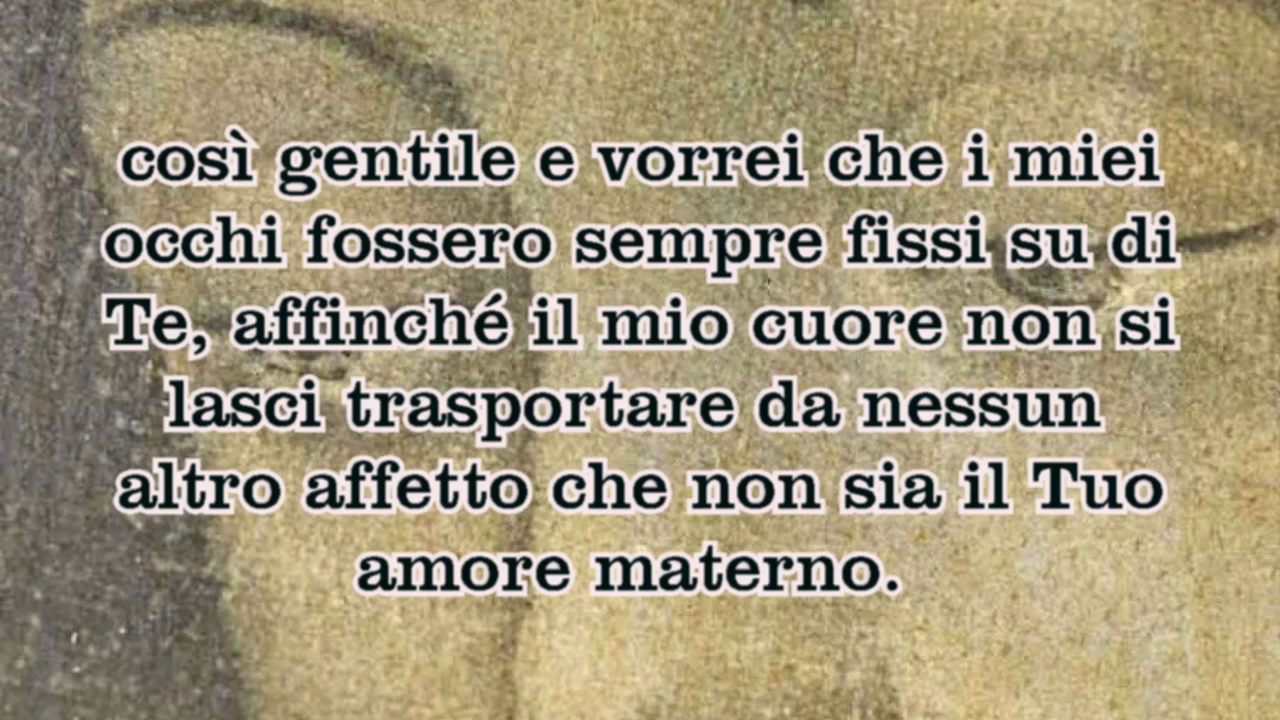 così gentile e vorrei che i miei
occhi fossero sempre fissi su di
Te, affinché il mio cuore non si
lasci trasportare da nessun
altro affetto che non sia il Tuo
amore materno.